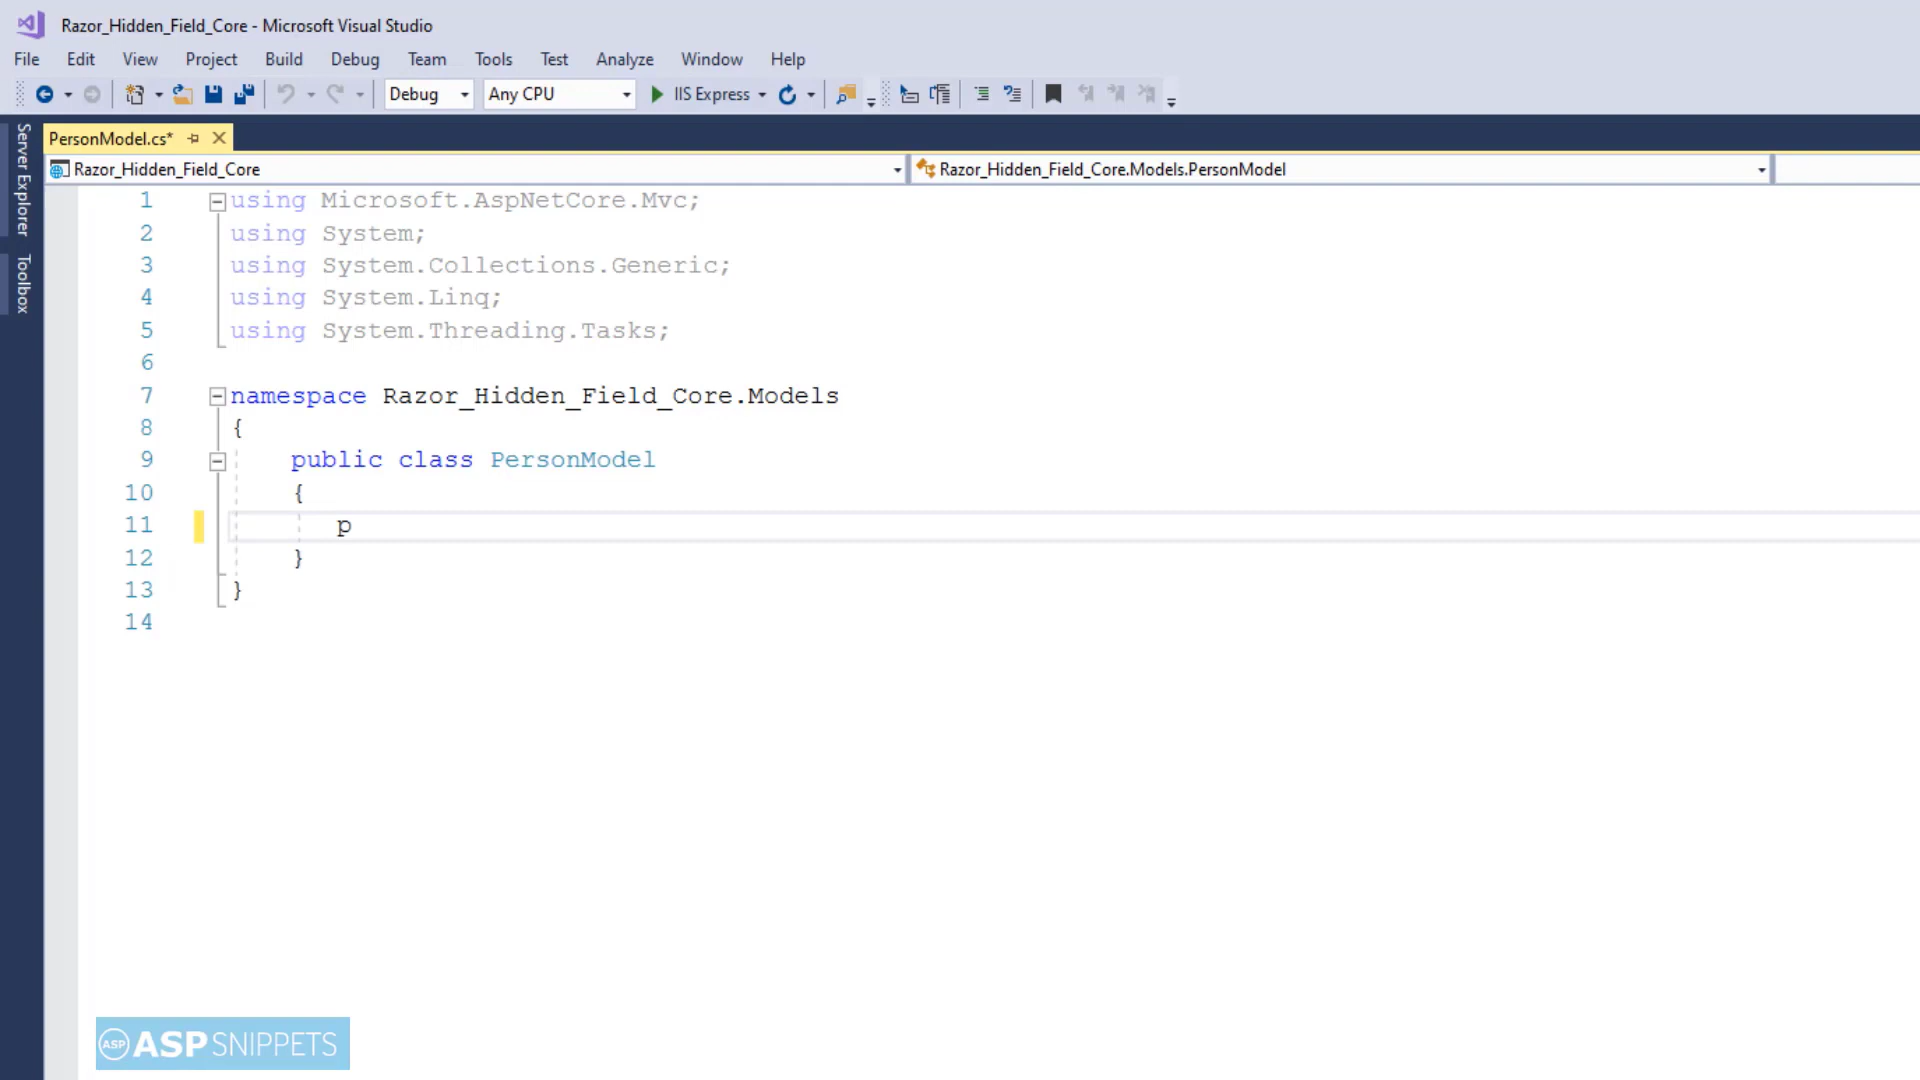 Razor_Hidden_Field_Core - Microsoft Visual Studio
File Edit View Project Build Debug Team Tools Test Analyze Window Help
Debug Any CPU IIS Express
Server Explorer
Toolbox
PersonModel.cs*
Razor_Hidden_Field_Core Razor_Hidden_Field_Core.Models.PersonModel
1 using Microsoft.AspNetCore.Mvc;
2 using System;
3 using System.Collections.Generic;
4 using System.Linq;
5 using System.Threading.Tasks;
6
7 namespace Razor_Hidden_Field_Core.Models
8 {
9 public class PersonModel
10 {
11 p
12 }
13 }
14
ASP ASPSNIPPETS